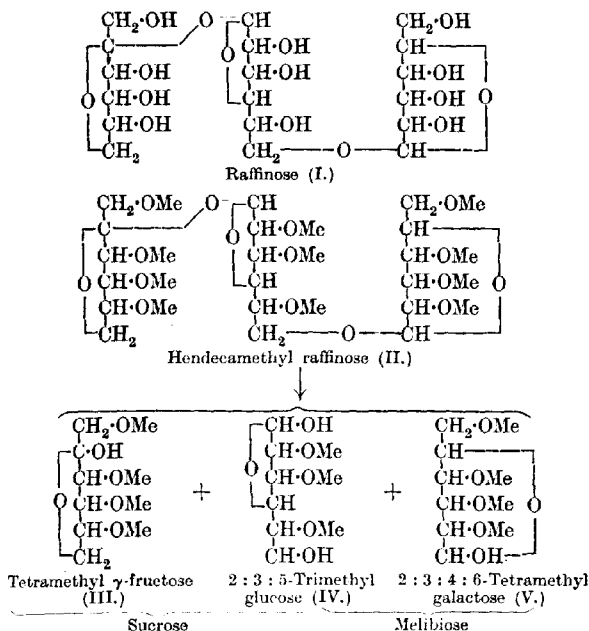 CH2·OH O CH CH2·OH
C CH·OH CH
CH·OH O CH·OH CH·OH
O CH·OH CH CH·OH O
CH·OH CH·OH CH·OH
CH2 CH2 O CH
Raffinose (I.)
CH2·OMe O CH CH2·OMe
C CH·OMe CH
CH·OMe O CH·OMe CH·OMe
O CH·OMe CH CH·OMe O
CH·OMe CH·OMe CH·OMe
CH2 CH2 O CH
Hendecamethyl raffinose (II.)
CH2·OMe CH·OH CH2·OMe
C·OH CH·OMe CH
CH·OMe O CH·OMe CH·OMe
O CH·OMe + CH + CH·OMe O
CH·OMe CH·OMe CH·OMe
CH2 CH·OH CH·OH
Tetramethyl γ-fructose 2 : 3 : 5-Trimethyl 2 : 3 : 4 : 6-Tetramethyl
(III.) glucose (IV.) galactose (V.)
Sucrose Melibiose